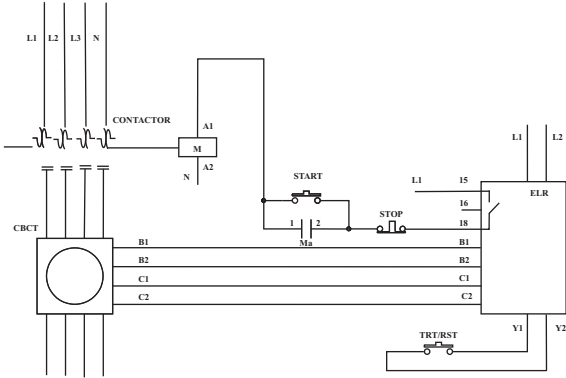 L1 L2 L3 N
CONTACTOR
A1
M
A2
N
L1 L2
START
L1 15
ELR
16
STOP
1 2
18
CBCT
Ma
B1 B1
B2 B2
C1 C1
C2 C2
TRT/RST
Y1 Y2